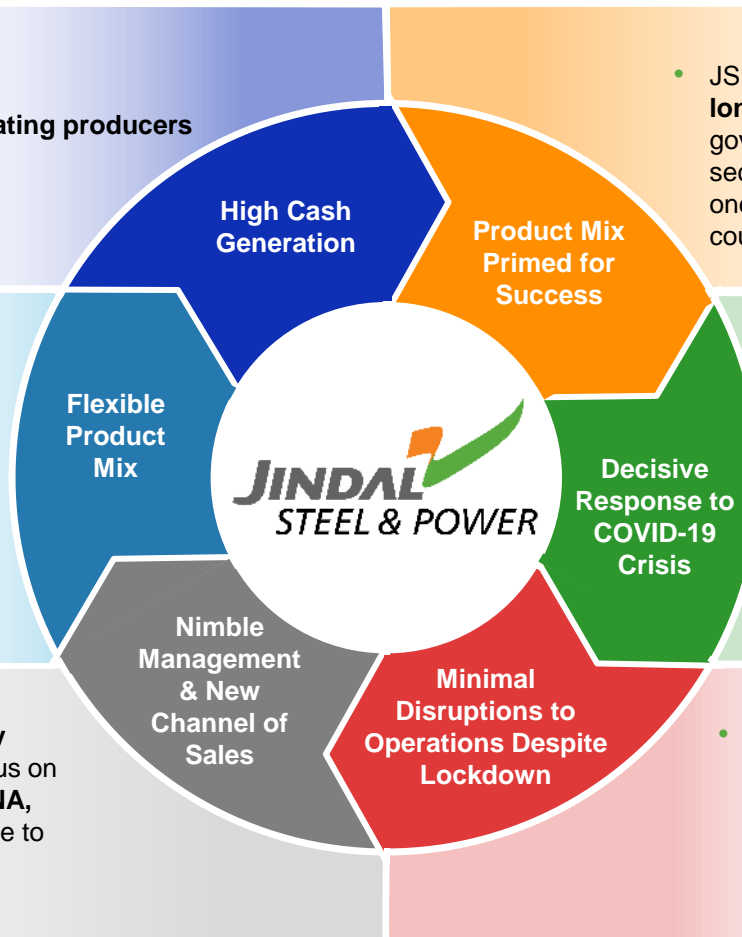 ating producers
High Cash
Generation
Product Mix
Primed for
Success
Decisive
Response to
COVID-19
Crisis
Minimal
Disruptions to
Operations Despite
Lockdown
Nimble
Management
& New
Channel of
Sales
Flexible
Product
Mix
JINDAL
STEEL & POWER
• JS
lon
gov
sec
one
cou
y
us on
NA,
e to
•